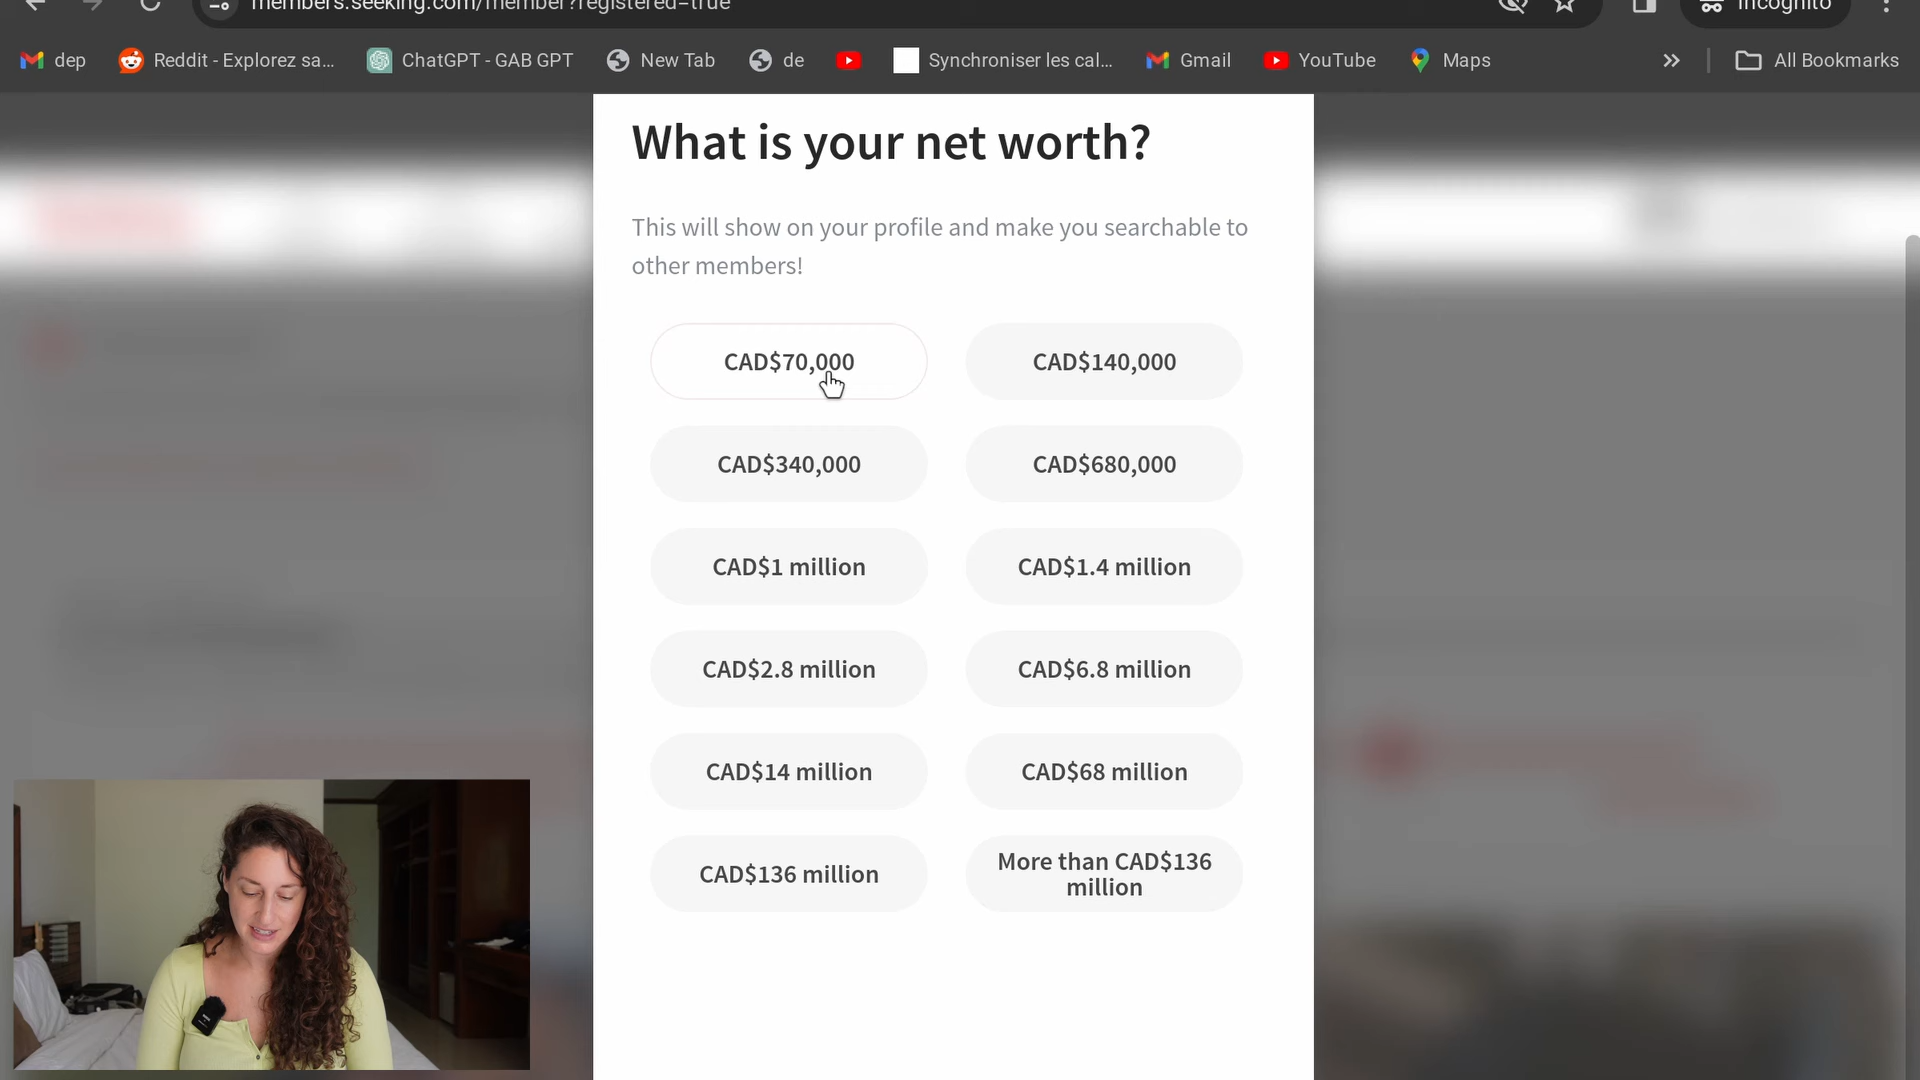 members.seeking.com/member?registered=true
Incognito
dep
Reddit - Explorez sa...
ChatGPT - GAB GPT
New Tab
de
Synchroniser les cal...
Gmail
YouTube
Maps
All Bookmarks
What is your net worth?
This will show on your profile and make you searchable to
other members!
CAD$70,000
CAD$140,000
CAD$340,000
CAD$680,000
CAD$1 million
CAD$1.4 million
CAD$2.8 million
CAD$6.8 million
CAD$14 million
CAD$68 million
CAD$136 million
More than CAD$136
million